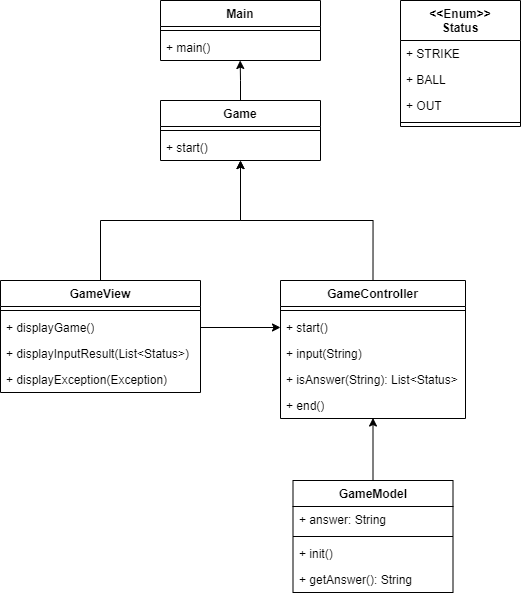 Main
+ main()
<<Enum>>
Status
+ STRIKE
+ BALL
+ OUT
Game
+ start()
GameView
+ displayGame()
+ displayInputResult(List<Status>)
+ displayException(Exception)
GameController
+ start()
+ input(String)
+ isAnswer(String): List<Status>
+ end()
GameModel
+ answer: String
+ init()
+ getAnswer(): String